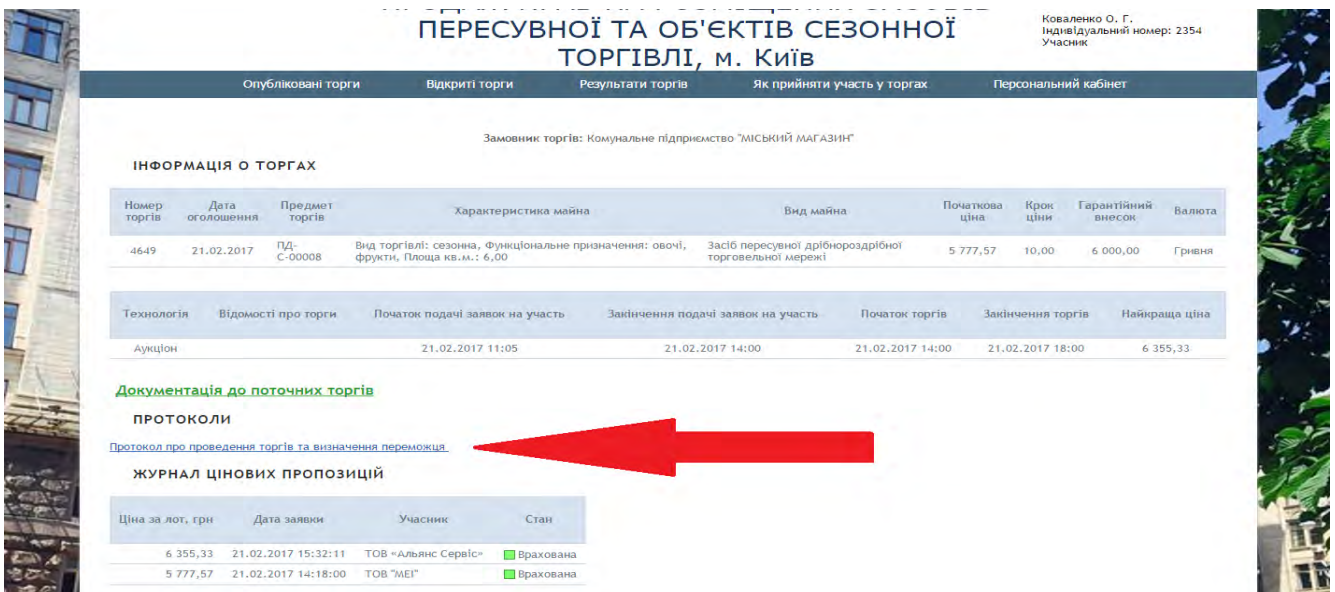 ПЕРЕСУВНОЇ ТА ОБ'ЄКТІВ СЕЗОННОЇ
ТОРГІВЛІ, м. Київ
Коваленко О. Г.
Індивідуальний номер: 2354
Учасник
Опубліковані торги Відкриті торги Результати торгів Як прийняти участь у торгах Персональний кабінет
Замовник торгів: Комунальне підприємство "МІСЬКИЙ МАГАЗИН"
ІНФОРМАЦІЯ О ТОРГАХ
Номер торгів Дата оголошення Предмет торгів Характеристика майна Вид майна Початкова ціна Крок ціни Гарантійний внесок Валюта
4649 21.02.2017 ПД-С-00008 Вид торгівлі: сезонна, Функціональне призначення: овочі, фрукти, Площа кв.м.: 6,00 Засіб пересувної дрібнороздрібної торговельної мережі 5 777,57 10,00 6 000,00 Гривня
Технологія Відомості про торги Початок подачі заявок на участь Закінчення подачі заявок на участь Початок торгів Закінчення торгів Найкраща ціна
Аукціон 21.02.2017 11:05 21.02.2017 14:00 21.02.2017 14:00 21.02.2017 18:00 6 355,33
Документація до поточних торгів
ПРОТОКОЛИ
Протокол про проведення торгів та визначення переможця
ЖУРНАЛ ЦІНОВИХ ПРОПОЗИЦІЙ
Ціна за лот, грн Дата заявки Учасник Стан
6 355,33 21.02.2017 15:32:11 ТОВ «Альянс Сервіс» Врахована
5 777,57 21.02.2017 14:18:00 ТОВ "МЕІ" Врахована